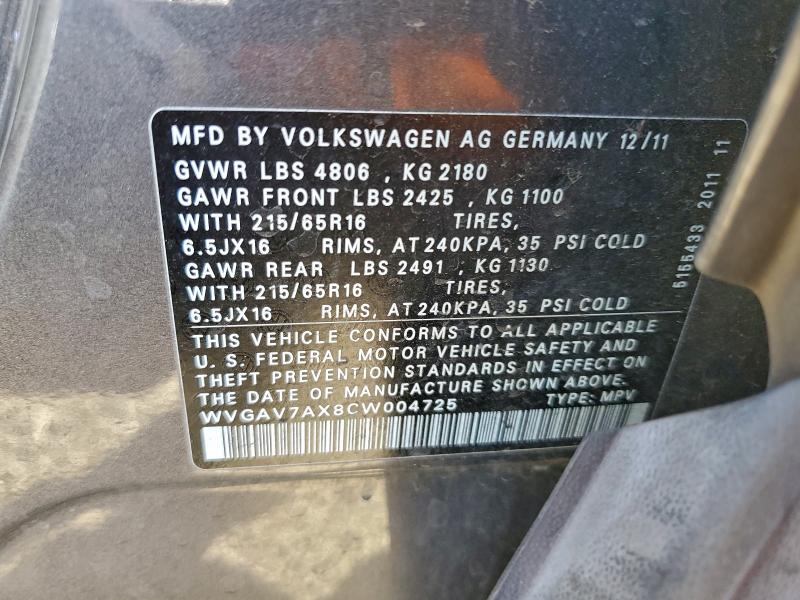 MFD BY VOLKSWAGEN AG GERMANY 12/11
GVWR LBS 4806 , KG 2180
GAWR FRONT LBS 2425 , KG 1100
WITH 215/65R16 TIRES,
6.5JX16 RIMS, AT 240KPA, 35 PSI COLD
GAWR REAR LBS 2491 , KG 1130
WITH 215/65R16 TIRES,
6.5JX16 RIMS, AT 240KPA, 35 PSI COLD
THIS VEHICLE CONFORMS TO ALL APPLICABLE
U. S. FEDERAL MOTOR VEHICLE SAFETY AND
THEFT PREVENTION STANDARDS IN EFFECT ON
THE DATE OF MANUFACTURE SHOWN ABOVE.
WVGAV7AX8CW004725 TYPE: MPV
5155433 2011 11